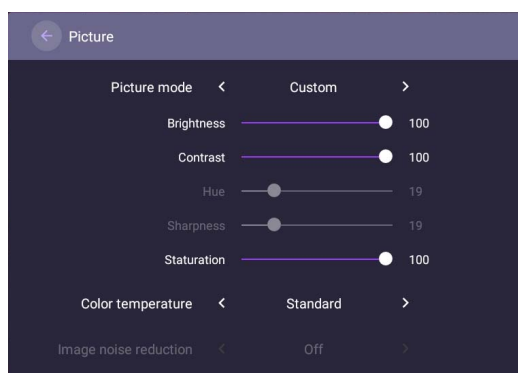 Picture
Picture mode < Custom >
Brightness 100
Contrast 100
Hue 19
Sharpness 19
Staturation 100
Color temperature < Standard >
Image noise reduction < Off >